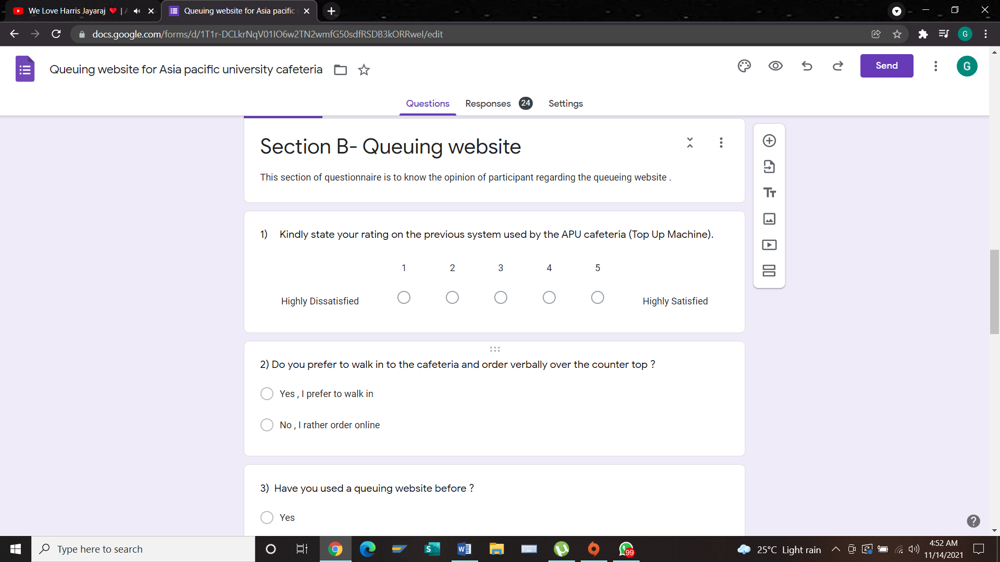 We Love Harris Jayaraj ❤️ | A
Queuing website for Asia pacific
docs.google.com/forms/d/1T1r-DCLkrNqV01IO6w2TN2wmfG50sdfRSDB3kORRweI/edit
G
Queuing website for Asia pacific university cafeteria
Send
G
Questions
Responses 24
Settings
Section B- Queuing website
This section of questionnaire is to know the opinion of participant regarding the queueing website .
1) Kindly state your rating on the previous system used by the APU cafeteria (Top Up Machine).
1 2 3 4 5
Highly Dissatisfied
Highly Satisfied
2) Do you prefer to walk in to the cafeteria and order verbally over the counter top ?
Yes , I prefer to walk in
No , I rather order online
3) Have you used a queuing website before ?
Yes
Type here to search
99
25°C Light rain
4:52 AM
11/14/2021